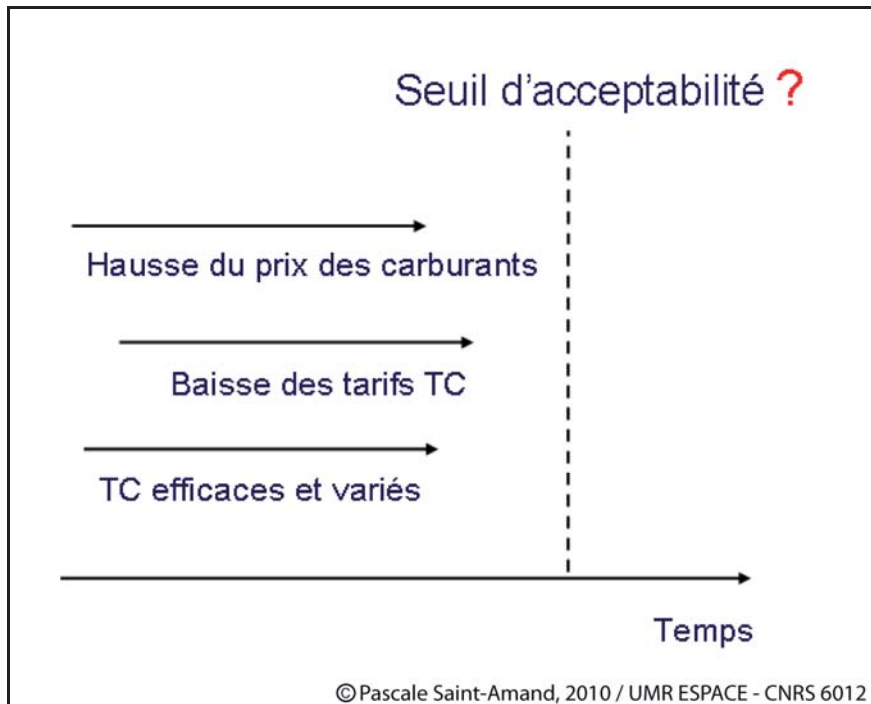 Seuil d'acceptabilité ?
Hausse du prix des carburants
Baisse des tarifs TC
TC efficaces et variés
Temps
©Pascale Saint-Amand, 2010 / UMR ESPACE - CNRS 6012